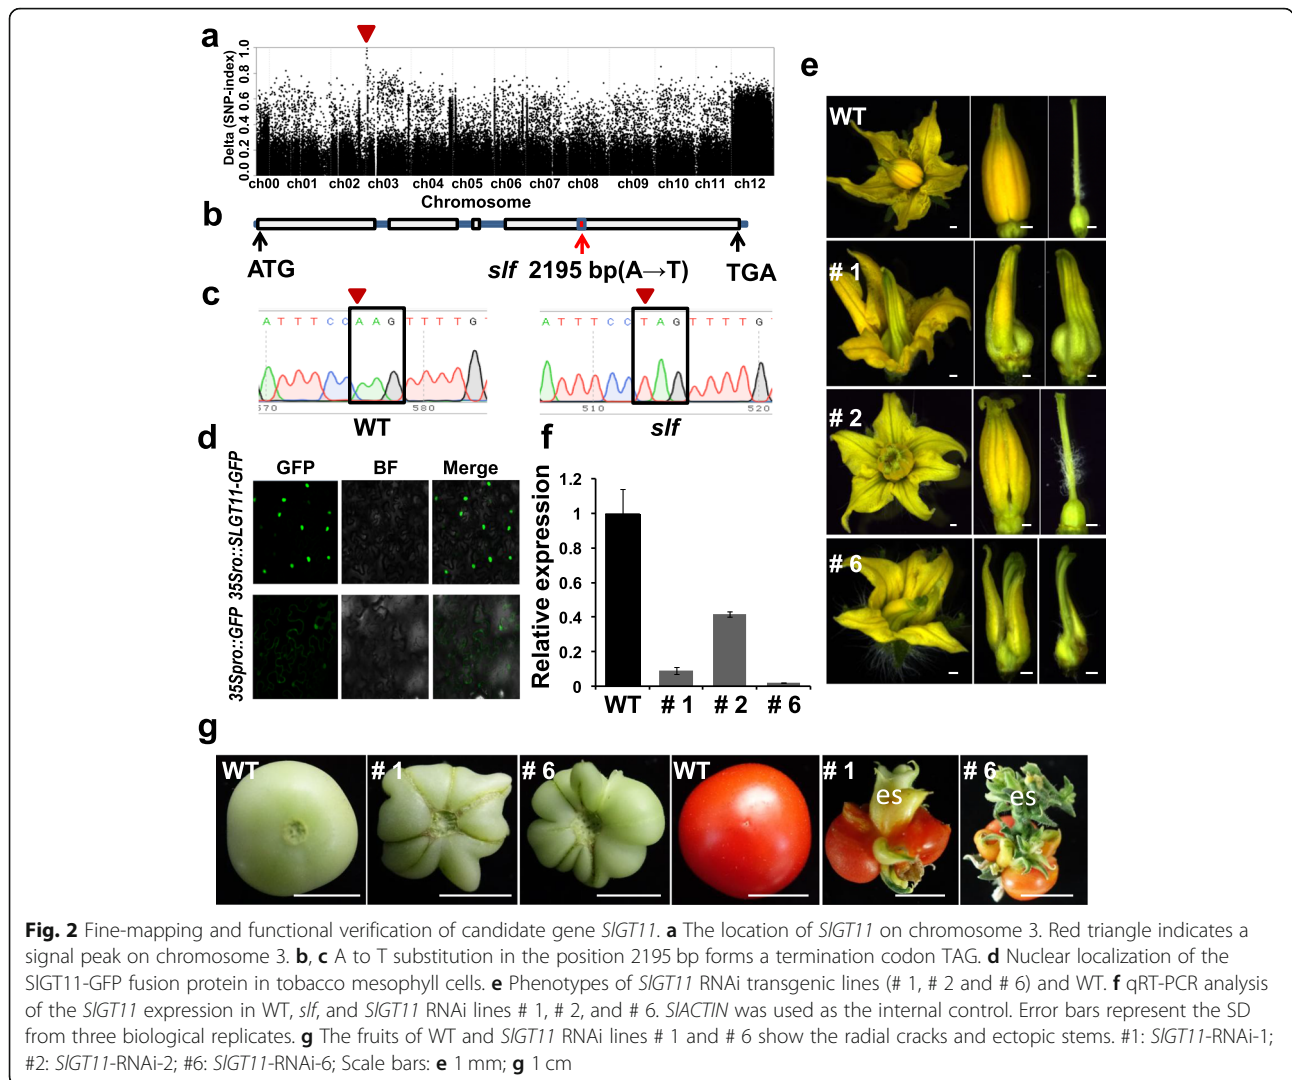 a
Delta (SNP-index)
0.0 0.2 0.4 0.6 0.8 1.0
ch00 ch01 ch02 ch03 ch04 ch05 ch06 ch07 ch08 ch09 ch10 ch11 ch12
Chromosome
b
ATG
slf 2195 bp(A→T)
TGA
c
A T T T C C A A G T T T T G
570 580
WT
A T T T C C T A G T T T T G
510 520
slf
d
GFP BF Merge
35Sro::SLGT11-GFP
35Spro::GFP
e
WT
# 1
# 2
# 6
f
Relative expression
1.2
1
0.8
0.6
0.4
0.2
0
WT # 1 # 2 # 6
g
WT # 1 # 6 WT # 1 # 6
es es
Fig. 2 Fine-mapping and functional verification of candidate gene SlGT11. a The location of SlGT11 on chromosome 3. Red triangle indicates a
signal peak on chromosome 3. b, c A to T substitution in the position 2195 bp forms a termination codon TAG. d Nuclear localization of the
SlGT11-GFP fusion protein in tobacco mesophyll cells. e Phenotypes of SlGT11 RNAi transgenic lines (# 1, # 2 and # 6) and WT. f qRT-PCR analysis
of the SlGT11 expression in WT, slf, and SlGT11 RNAi lines # 1, # 2, and # 6. SlACTIN was used as the internal control. Error bars represent the SD
from three biological replicates. g The fruits of WT and SlGT11 RNAi lines # 1 and # 6 show the radial cracks and ectopic stems. #1: SlGT11-RNAi-1;
#2: SlGT11-RNAi-2; #6: SlGT11-RNAi-6; Scale bars: e 1 mm; g 1 cm